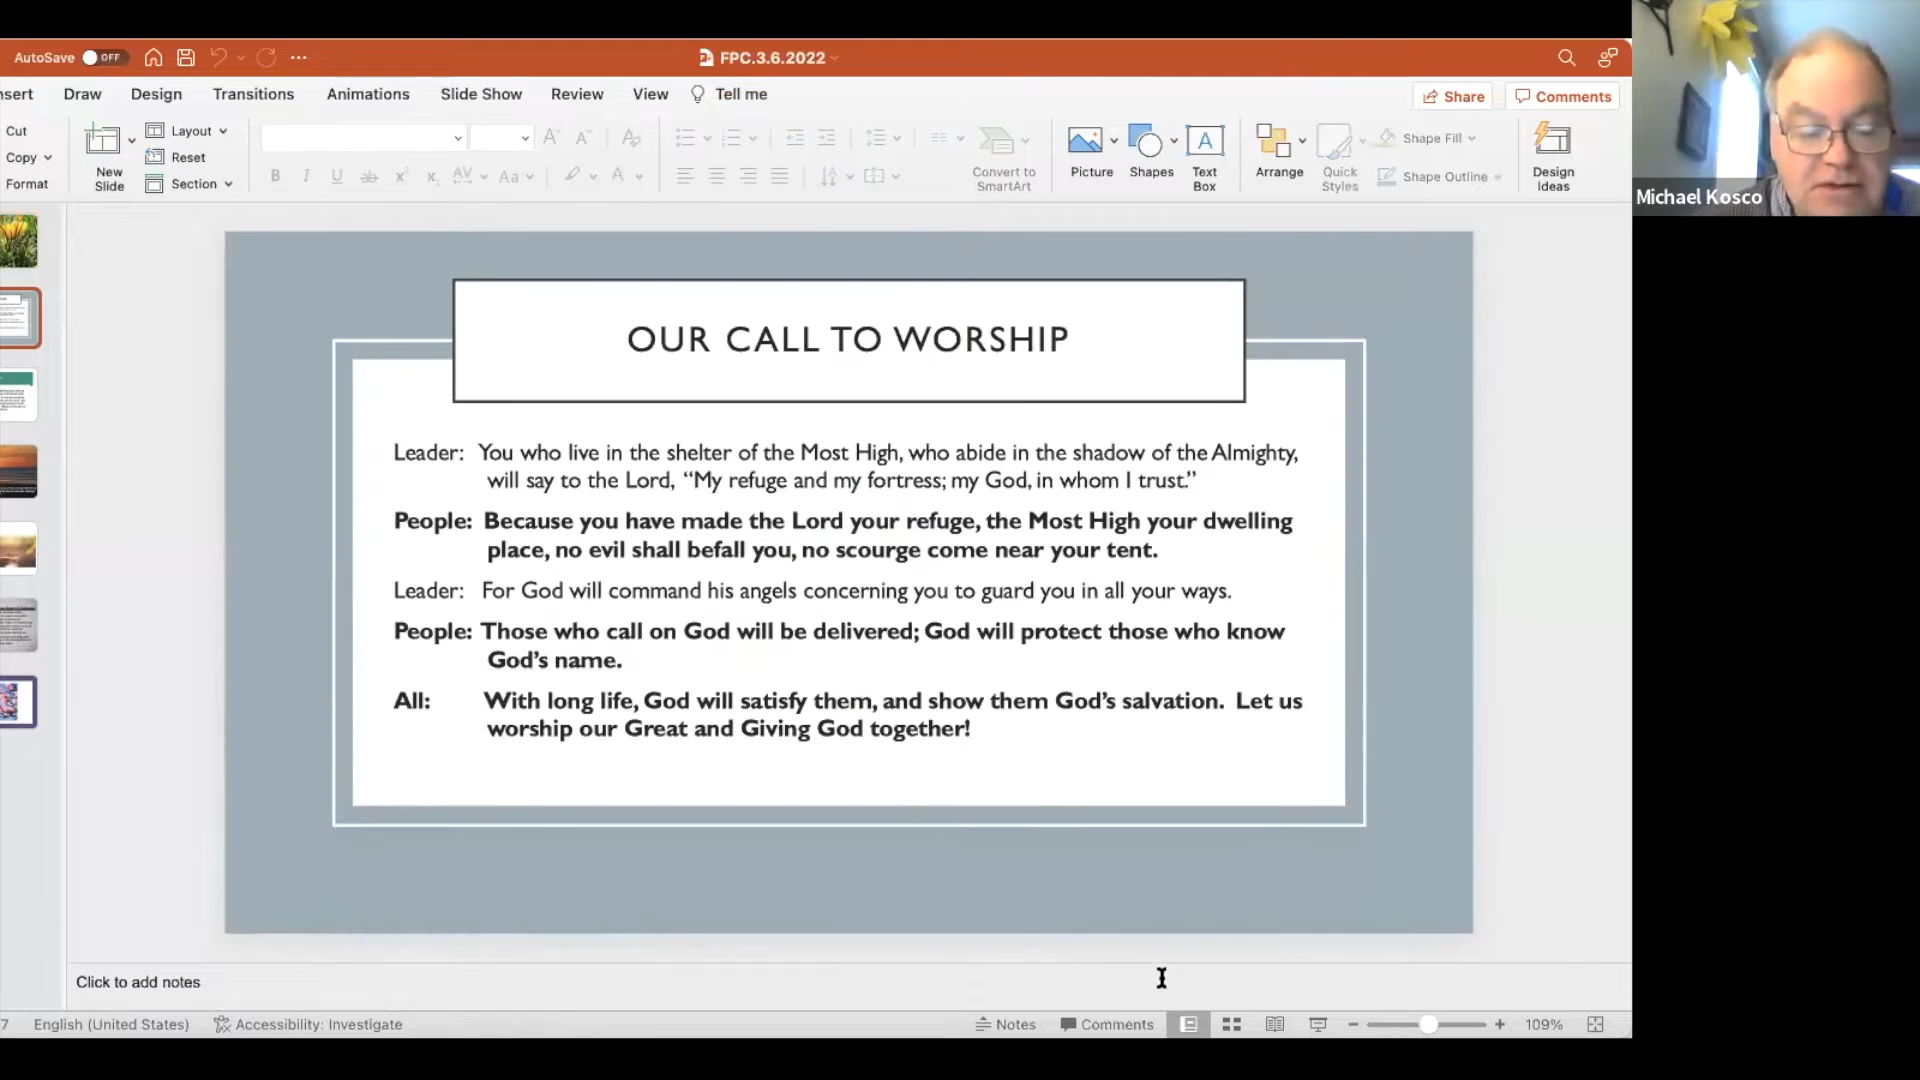 AutoSave OFF
FPC.3.6.2022
nsert Draw Design Transitions Animations Slide Show Review View Tell me
Share Comments
Cut
Copy
Format
New
Slide
Layout
Reset
Section
Convert to
SmartArt
Picture
Shapes
Text
Box
Arrange
Quick
Styles
Shape Fill
Shape Outline
Design
Ideas
Michael Kosco
OUR CALL TO WORSHIP
Leader: You who live in the shelter of the Most High, who abide in the shadow of the Almighty,
will say to the Lord, “My refuge and my fortress; my God, in whom I trust.”
People: Because you have made the Lord your refuge, the Most High your dwelling
place, no evil shall befall you, no scourge come near your tent.
Leader: For God will command his angels concerning you to guard you in all your ways.
People: Those who call on God will be delivered; God will protect those who know
God’s name.
All: With long life, God will satisfy them, and show them God’s salvation. Let us
worship our Great and Giving God together!
Click to add notes
7 English (United States) Accessibility: Investigate
Notes Comments 109%